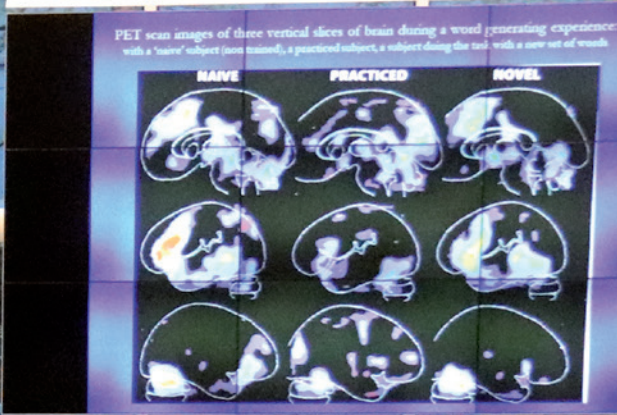 PET scan images of three vertical slices of brain during a word generating experience:
with a 'naive' subject (non trained), a practiced subject, a subject doing the task with a new set of words
NAIVE PRACTICED NOVEL